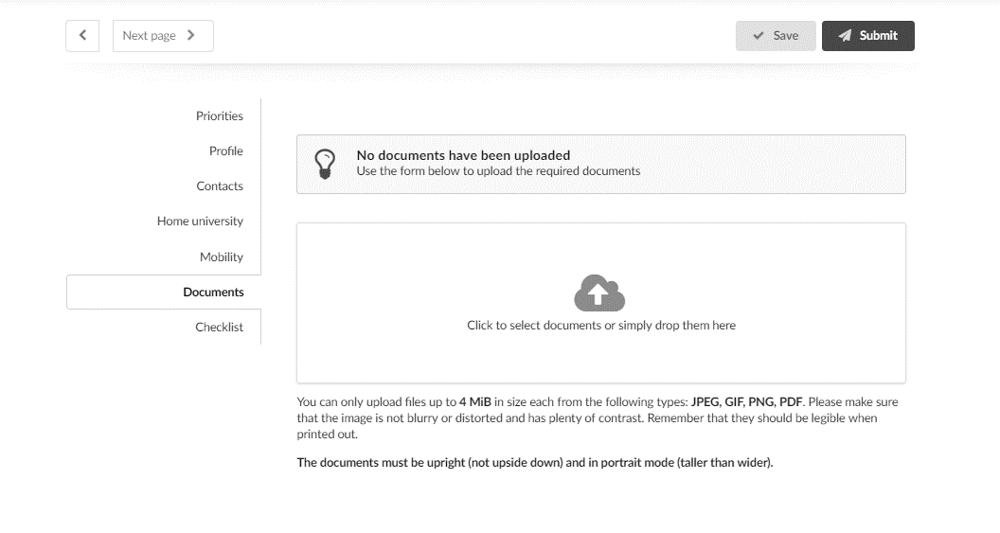 Next page
Save
Submit
Priorities
Profile
Contacts
Home university
Mobility
Documents
Checklist
No documents have been uploaded
Use the form below to upload the required documents
Click to select documents or simply drop them here
You can only upload files up to 4 MiB in size each from the following types: JPEG, GIF, PNG, PDF. Please make sure
that the image is not blurry or distorted and has plenty of contrast. Remember that they should be legible when
printed out.
The documents must be upright (not upside down) and in portrait mode (taller than wider).